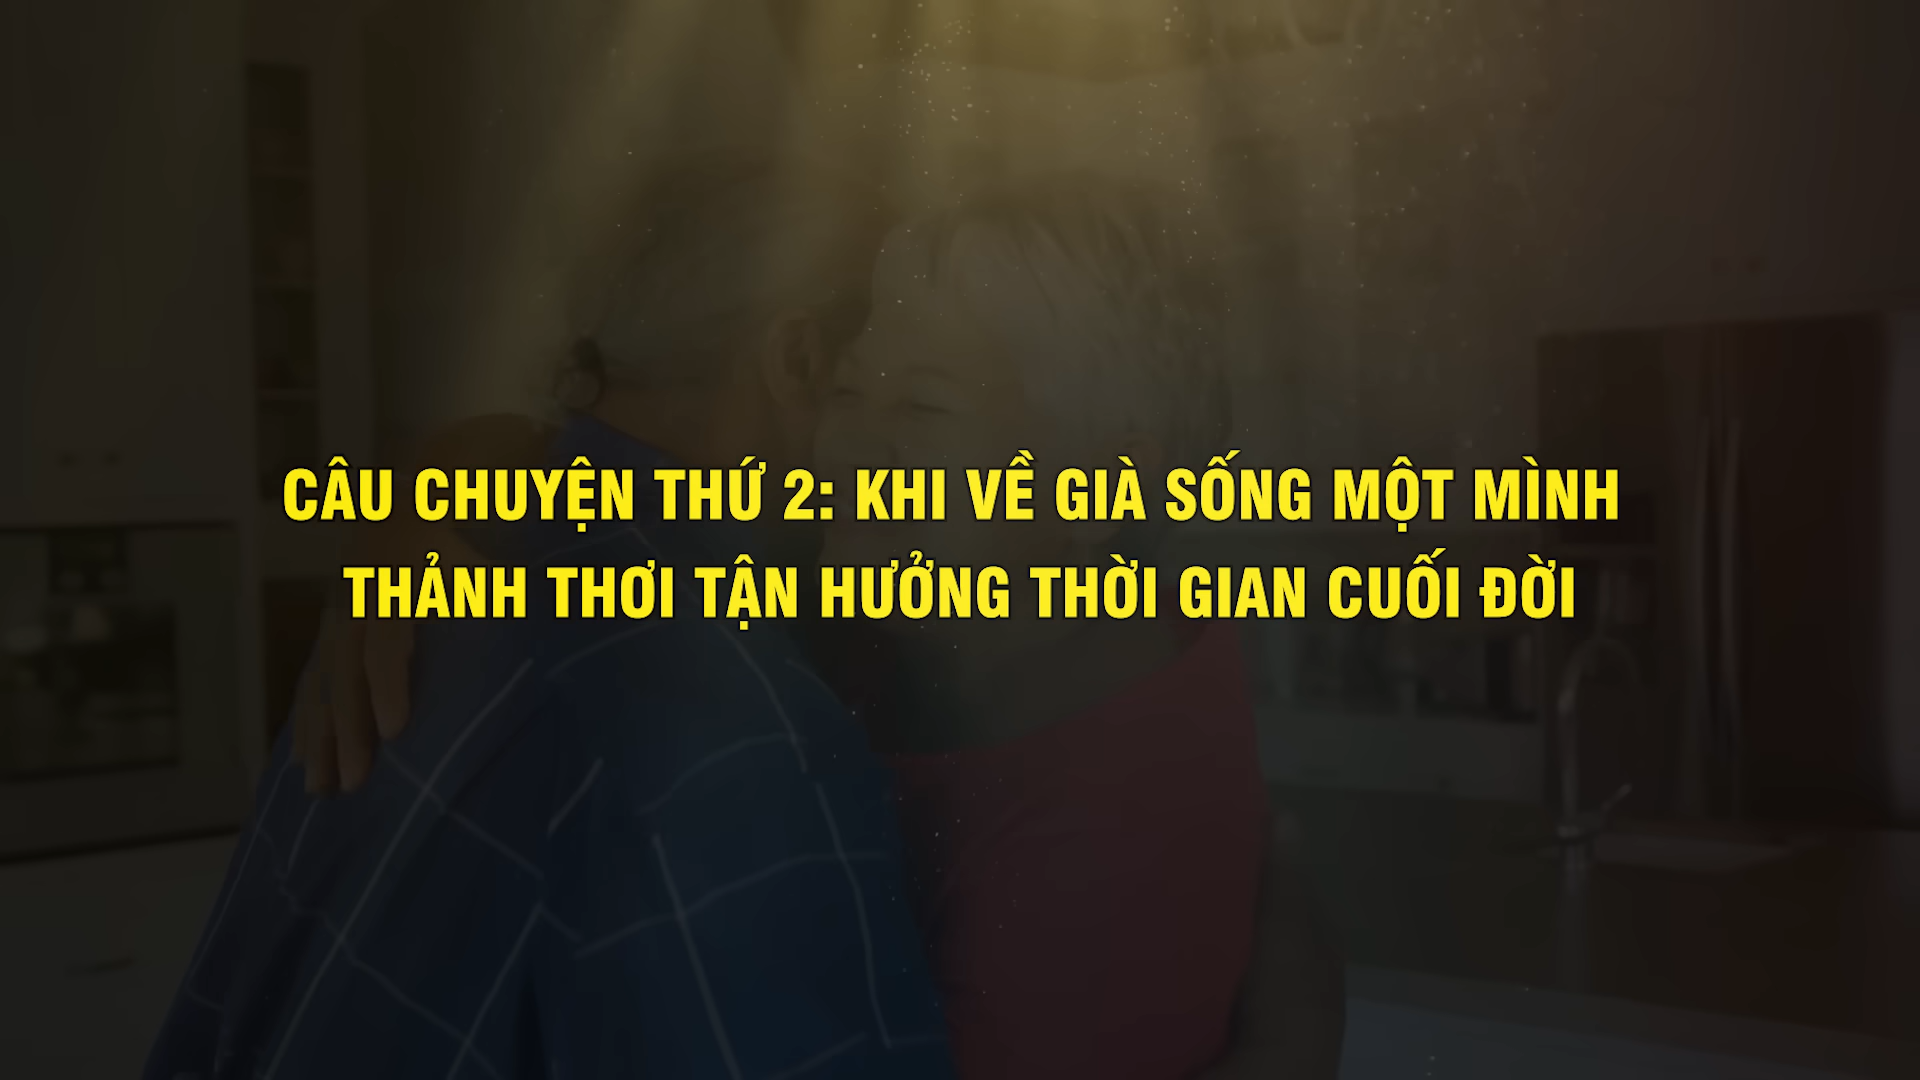 CÂU CHUYỆN THỨ 2: KHI VỀ GIÀ SỐNG MỘT MÌNH
THẢNH THƠI TẬN HƯỞNG THỜI GIAN CUỐI ĐỜI